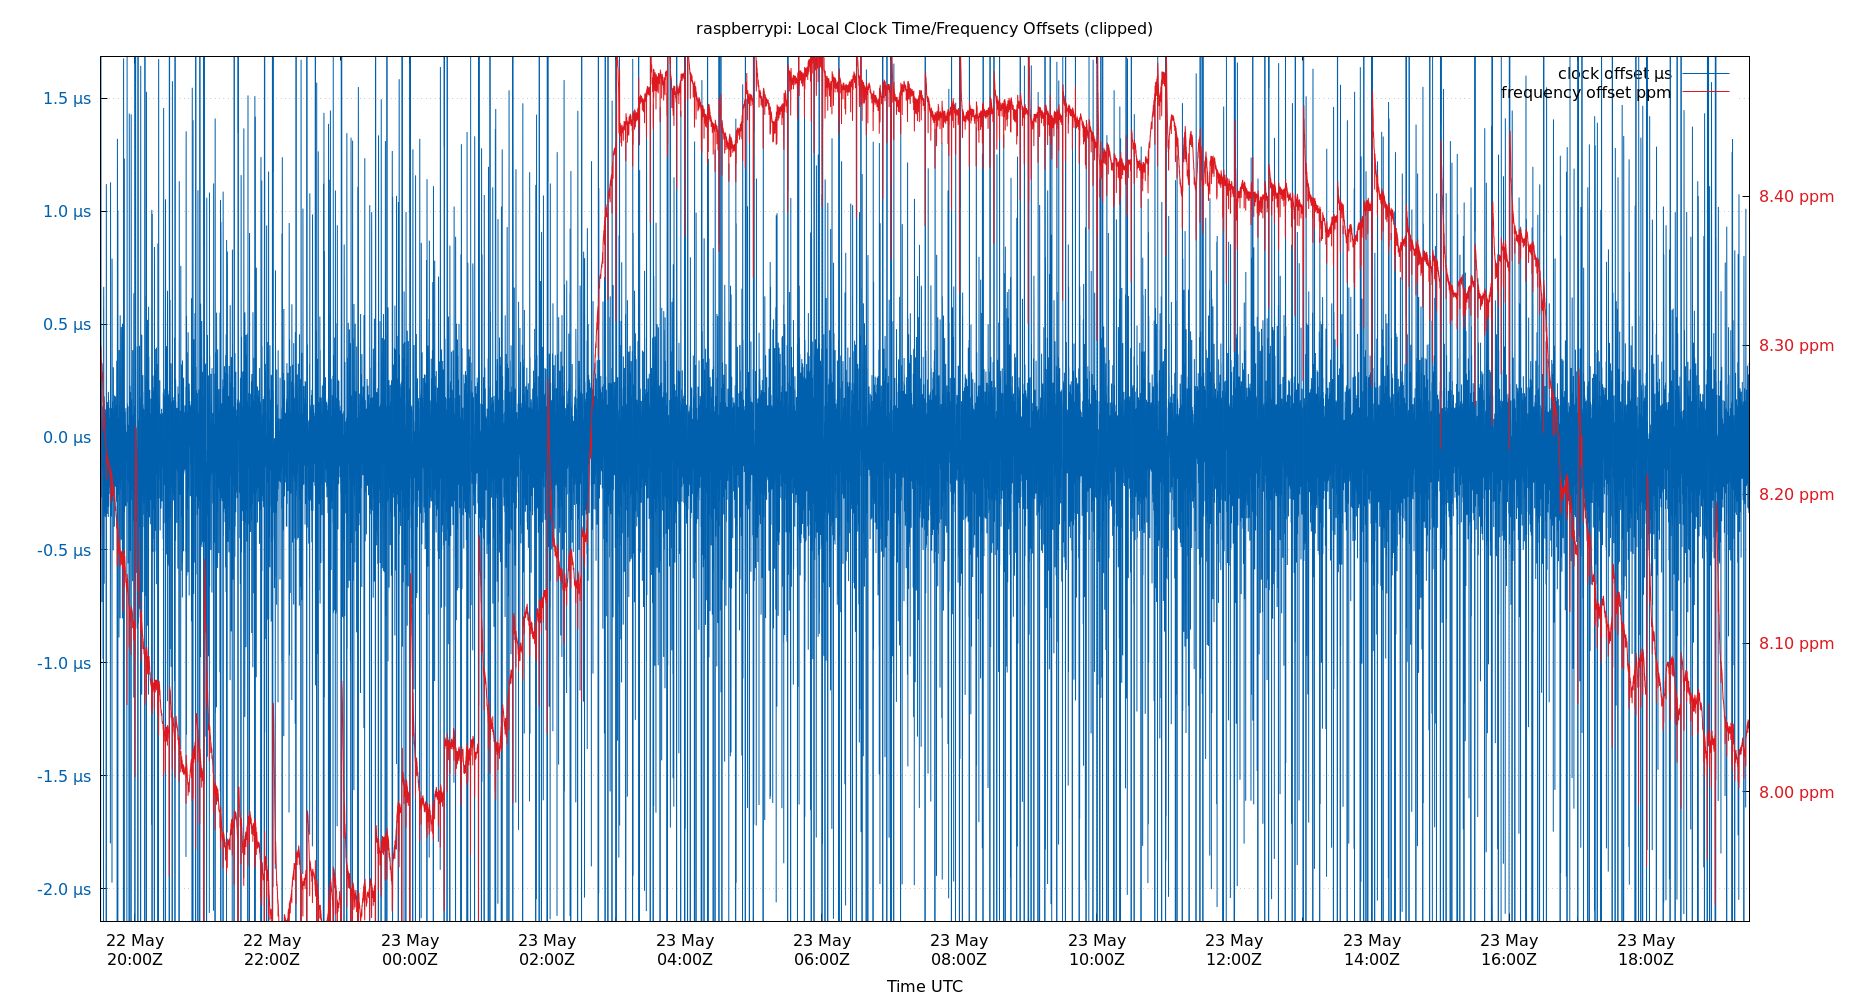 raspberrypi: Local Clock Time/Frequency Offsets (clipped)
clock offset µs
frequency offset ppm
1.5 µs
1.0 µs
0.5 µs
0.0 µs
-0.5 µs
-1.0 µs
-1.5 µs
-2.0 µs
8.40 ppm
8.30 ppm
8.20 ppm
8.10 ppm
8.00 ppm
22 May 22 May 23 May 23 May 23 May 23 May 23 May 23 May 23 May 23 May 23 May 23 May
20:00Z 22:00Z 00:00Z 02:00Z 04:00Z 06:00Z 08:00Z 10:00Z 12:00Z 14:00Z 16:00Z 18:00Z
Time UTC